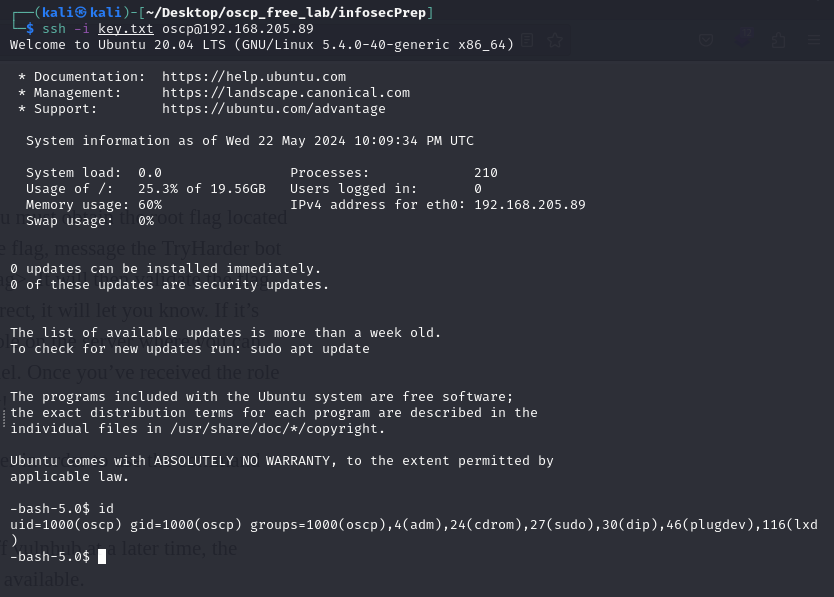 ┌──(kali㉿kali)-[~/Desktop/oscp_free_lab/infosecPrep]
└─$ ssh -i key.txt oscp@192.168.205.89
Welcome to Ubuntu 20.04 LTS (GNU/Linux 5.4.0-40-generic x86_64)
* Documentation:  https://help.ubuntu.com
* Management:     https://landscape.canonical.com
* Support:        https://ubuntu.com/advantage
System information as of Wed 22 May 2024 10:09:34 PM UTC
System load:  0.0                Processes:             210
Usage of /:   25.3% of 19.56GB   Users logged in:       0
Memory usage: 60%                IPv4 address for eth0: 192.168.205.89
Swap usage:   0%
root flag located
e flag, message the TryHarder bot
0 updates can be installed immediately.
0 of these updates are security updates.
rect, it will let you know. If it's
The list of available updates is more than a week old.
To check for new updates run: sudo apt update
el. Once you've received the role
The programs included with the Ubuntu system are free software;
the exact distribution terms for each program are described in the
individual files in /usr/share/doc/*/copyright.
Ubuntu comes with ABSOLUTELY NO WARRANTY, to the extent permitted by
applicable law.
-bash-5.0$ id
uid=1000(oscp) gid=1000(oscp) groups=1000(oscp),4(adm),24(cdrom),27(sudo),30(dip),46(plugdev),116(lxd
)
at a later time, the
-bash-5.0$
available.